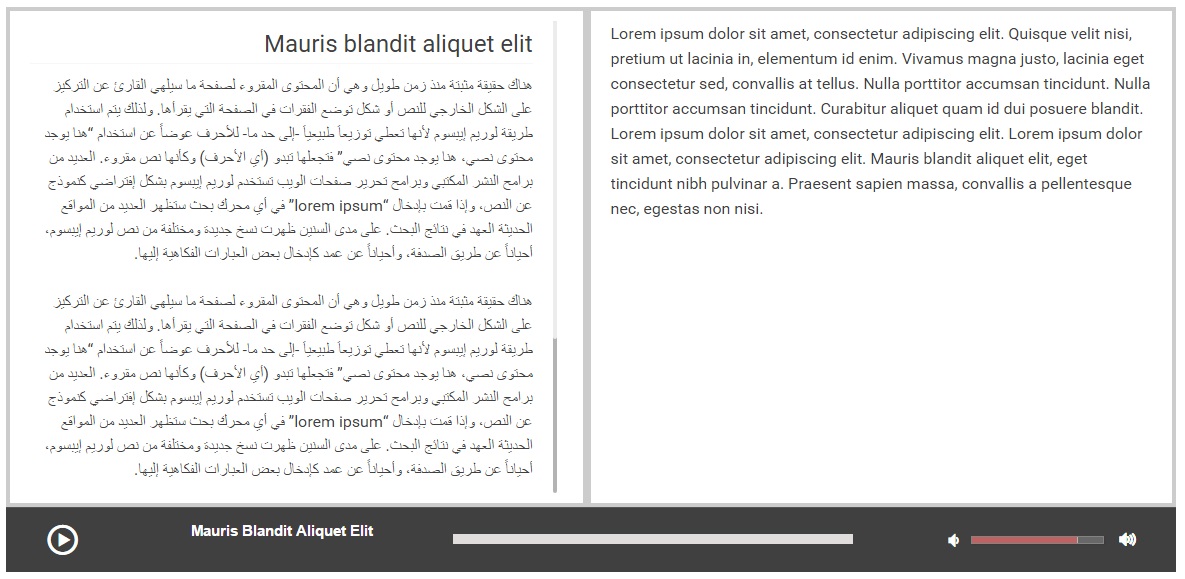 Mauris blandit aliquet elit
هناك حقيقة مثبتة منذ زمن طويل وهي أن المحتوى المقروء لصفحة ما سيلهي القارئ عن التركيز
على الشكل الخارجي للنص أو شكل توضع الفقرات في الصفحة التي يقرأها. ولذلك يتم استخدام
طريقة لوريم إيبسوم لأنها تعطي توزيعاَ طبيعياَ -إلى حد ما- للأحرف عوضاً عن استخدام “هنا يوجد
محتوى نصي، هنا يوجد محتوى نصي” فتجعلها تبدو (أي الأحرف) وكأنها نص مقروء. العديد من
برامح النشر المكتبي وبرامح تحرير صفحات الويب تستخدم لوريم إيبسوم بشكل إفتراضي كنموذج
عن النص، وإذا قمت بإدخال “lorem ipsum” في أي محرك بحث ستظهر العديد من المواقع
الحديثة العهد في نتائج البحث. على مدى السنين ظهرت نسخ جديدة ومختلفة من نص لوريم إيبسوم،
أحياناً عن طريق الصدفة، وأحياناً عن عمد كإدخال بعض العبارات الفكاهية إليها.
هناك حقيقة مثبتة منذ زمن طويل وهي أن المحتوى المقروء لصفحة ما سيلهي القارئ عن التركيز
على الشكل الخارجي للنص أو شكل توضع الفقرات في الصفحة التي يقرأها. ولذلك يتم استخدام
طريقة لوريم إيبسوم لأنها تعطي توزيعاَ طبيعياَ -إلى حد ما- للأحرف عوضاً عن استخدام “هنا يوجد
محتوى نصي، هنا يوجد محتوى نصي” فتجعلها تبدو (أي الأحرف) وكأنها نص مقروء. العديد من
برامح النشر المكتبي وبرامح تحرير صفحات الويب تستخدم لوريم إيبسوم بشكل إفتراضي كنموذج
عن النص، وإذا قمت بإدخال “lorem ipsum” في أي محرك بحث ستظهر العديد من المواقع
الحديثة العهد في نتائج البحث. على مدى السنين ظهرت نسخ جديدة ومختلفة من نص لوريم إيبسوم،
أحياناً عن طريق الصدفة، وأحياناً عن عمد كإدخال بعض العبارات الفكاهية إليها.
Lorem ipsum dolor sit amet, consectetur adipiscing elit. Quisque velit nisi,
pretium ut lacinia in, elementum id enim. Vivamus magna justo, lacinia eget
consectetur sed, convallis at tellus. Nulla porttitor accumsan tincidunt. Nulla
porttitor accumsan tincidunt. Curabitur aliquet quam id dui posuere blandit.
Lorem ipsum dolor sit amet, consectetur adipiscing elit. Lorem ipsum dolor
sit amet, consectetur adipiscing elit. Mauris blandit aliquet elit, eget
tincidunt nibh pulvinar a. Praesent sapien massa, convallis a pellentesque
nec, egestas non nisi.
Mauris Blandit Aliquet Elit